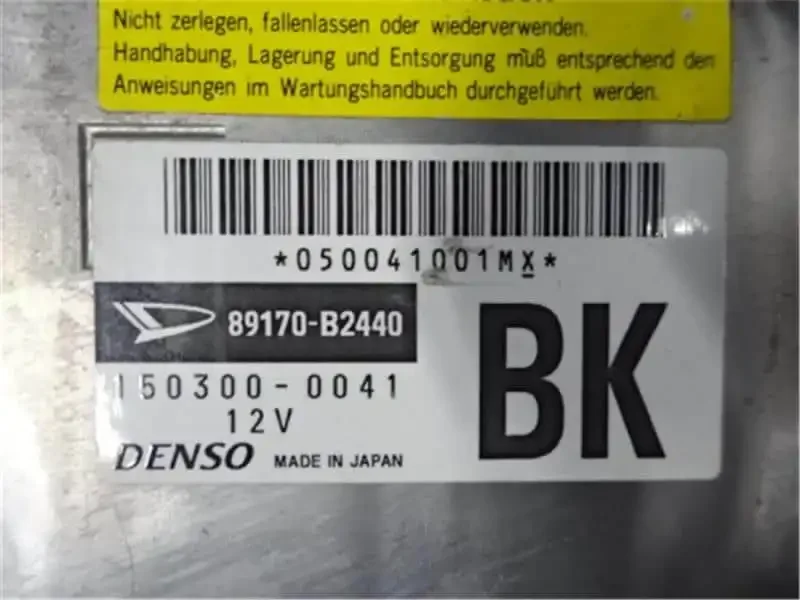 Nicht zerlegen, fallenlassen oder wiederverwenden.
Handhabung, Lagerung und Entsorgung muß entsprechend den
Anweisungen im Wartungshandbuch durchgeführt werden.
*050041001MX*
89170-B2440
BK
150300-0041
12V
DENSO MADE IN JAPAN